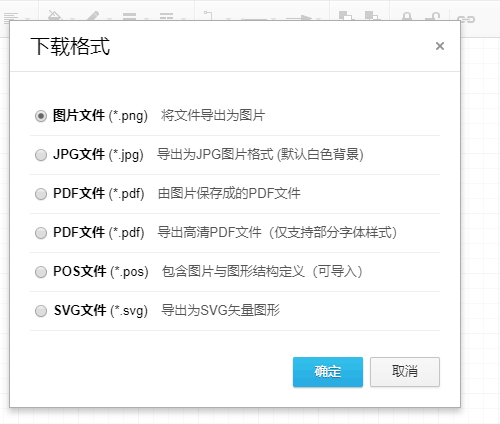 下载格式
×
图片文件 (*.png) 将文件导出为图片
JPG文件 (*.jpg) 导出为JPG图片格式 (默认白色背景)
PDF文件 (*.pdf) 由图片保存成的PDF文件
PDF文件 (*.pdf) 导出高清PDF文件（仅支持部分字体样式）
POS文件 (*.pos) 包含图片与图形结构定义（可导入）
SVG文件 (*.svg) 导出为SVG矢量图形
确定 取消